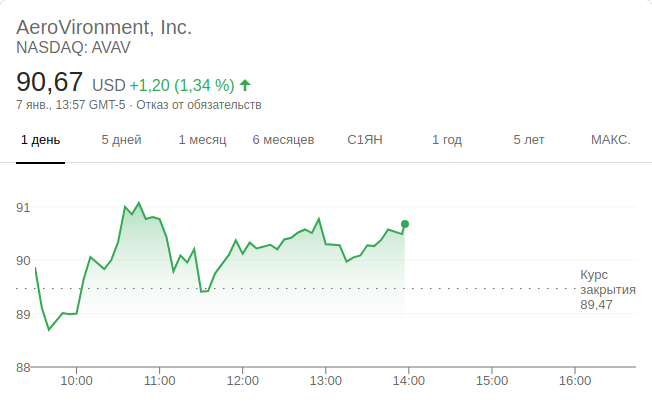 AeroVironment, Inc.
NASDAQ: AVAV
90,67 USD +1,20 (1,34 %)
7 янв., 13:57 GMT-5 · Отказ от обязательств
1 день 5 дней 1 месяц 6 месяцев С1ЯН 1 год 5 лет МАКС.
91
90
89
88
Курс
закрытия
89,47
10:00 11:00 12:00 13:00 14:00 15:00 16:00